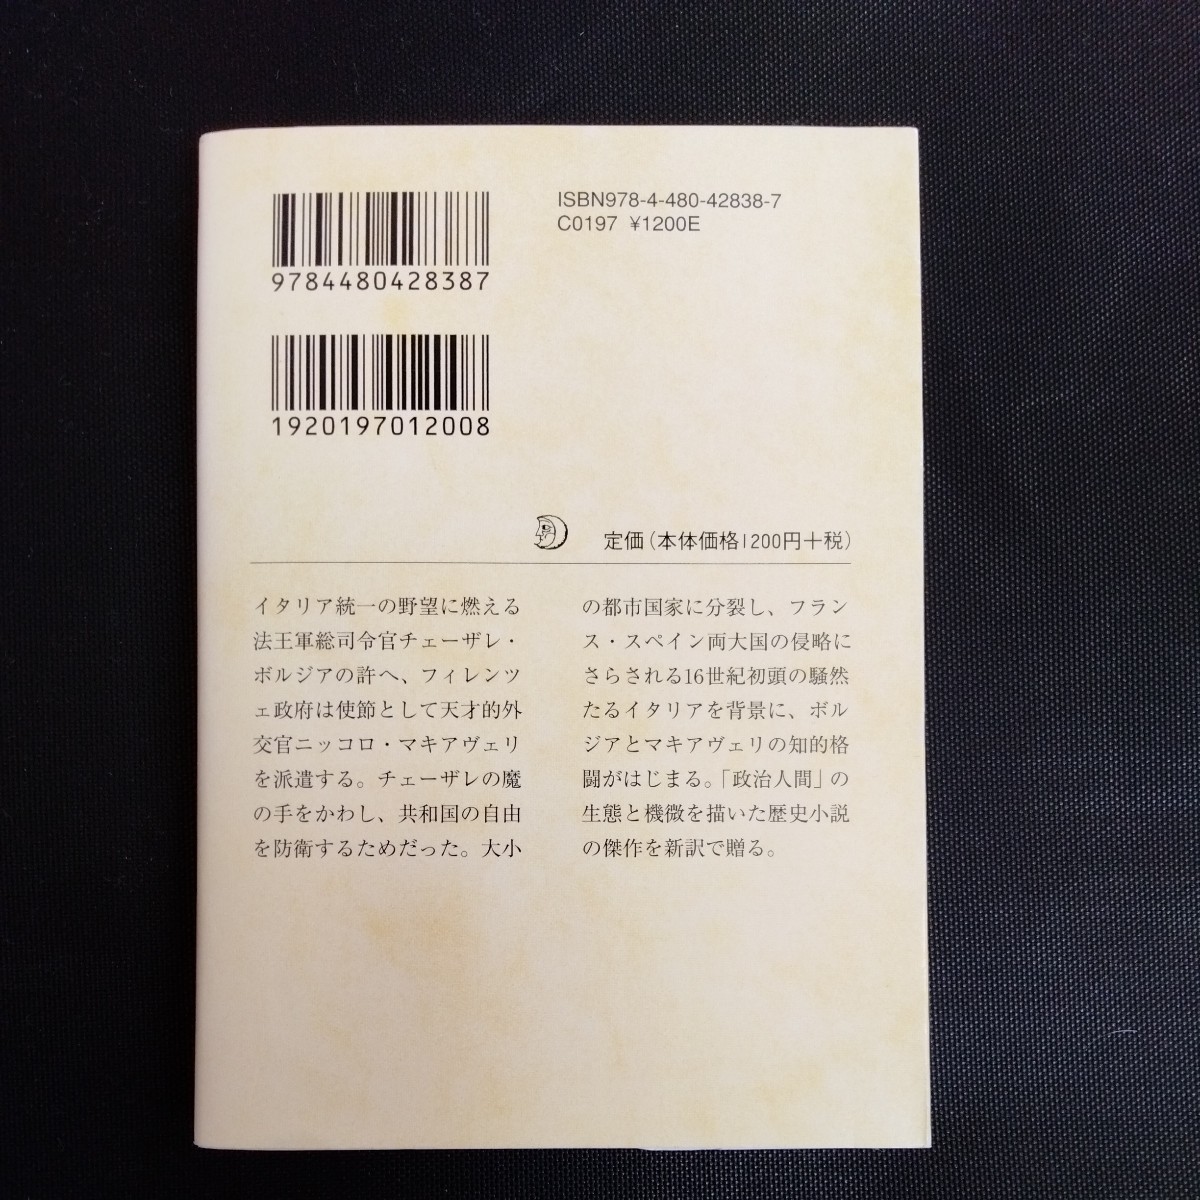 ISBN978-4-480-42838-7
C0197 ¥1200E
9784480428387
1920197012008
定価(本体価格1200円+税)
イタリア統一の野望に燃える
法王軍総司令官チェーザレ・
ボルジアの許へ、フィレンツ
ェ政府は使節として天才的外
交官ニッコロ・マキアヴェリ
を派遣する。チェーザレの魔
の手をかわし、共和国の自由
を防衛するためだった。大小
の都市国家に分裂し、フラン
ス・スペイン両大国の侵略に
さらされる16世紀初頭の騒然
たるイタリアを背景に、ボル
ジアとマキアヴェリの知的格
闘がはじまる。「政治人間」の
生態と機微を描いた歴史小説
の傑作を新訳で贈る。